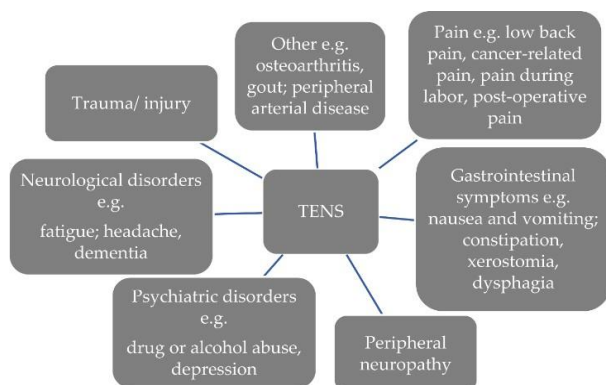 Other e.g.
osteoarthritis,
gout; peripheral
arterial disease
Pain e.g. low back
pain, cancer-related
pain, pain during
labor, post-operative
pain
Trauma/ injury
Neurological disorders
e.g.
fatigue; headache,
dementia
TENS
Gastrointestinal
symptoms e.g.
nausea and vomiting;
constipation,
xerostomia,
dysphagia
Psychiatric disorders
e.g.
drug or alcohol abuse,
depression
Peripheral
neuropathy